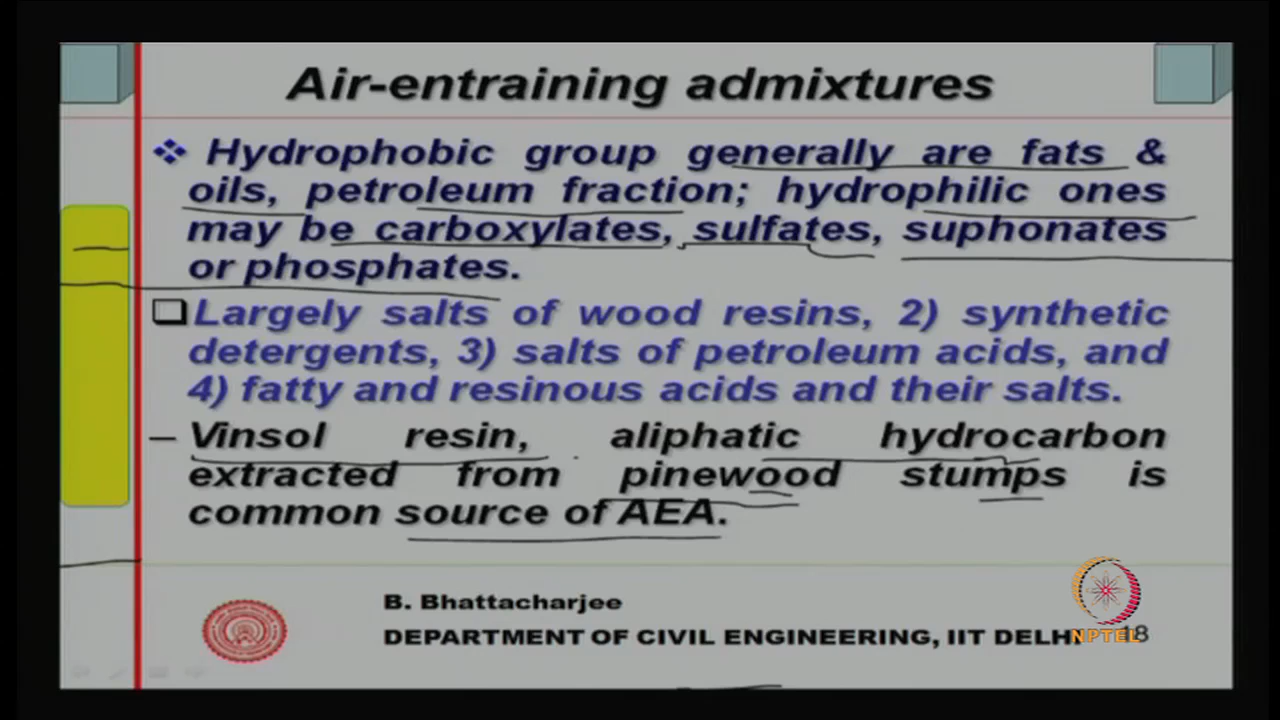 Air-entraining admixtures
Hydrophobic group generally are fats &
oils, petroleum fraction; hydrophilic ones
may be carboxylates, sulfates, suphonates
or phosphates.
Largely salts of wood resins, 2) synthetic
detergents, 3) salts of petroleum acids, and
4) fatty and resinous acids and their salts.
– Vinsol resin, aliphatic hydrocarbon
extracted from pinewood stumps is
common source of AEA.
B. Bhattacharjee
DEPARTMENT OF CIVIL ENGINEERING, IIT DELHI
NPTEL 18